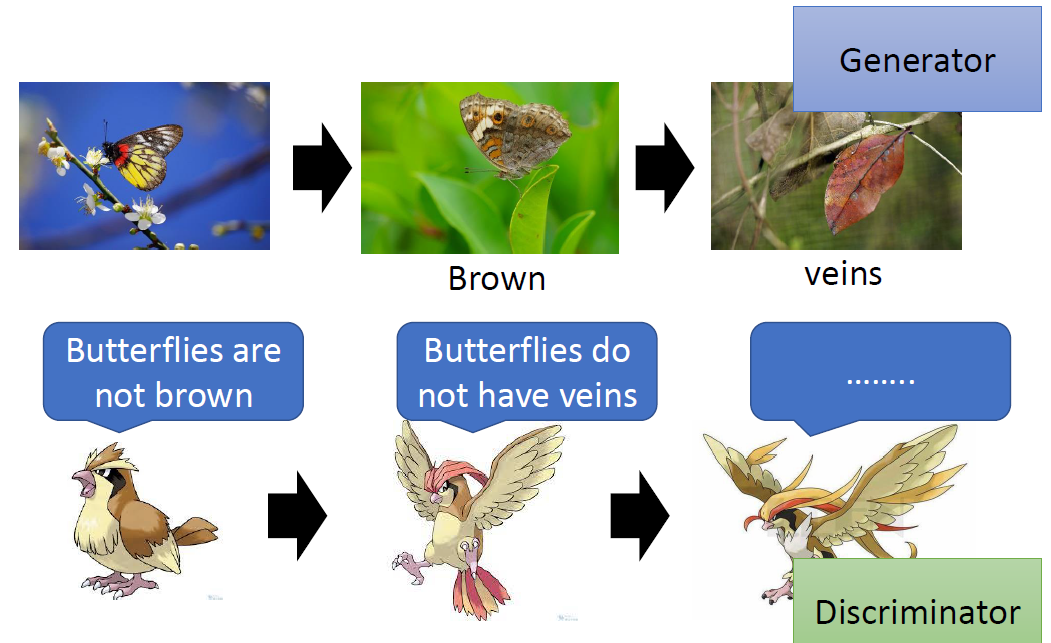 Generator
Brown
veins
Butterflies are
not brown
Butterflies do
not have veins
........
Discriminator